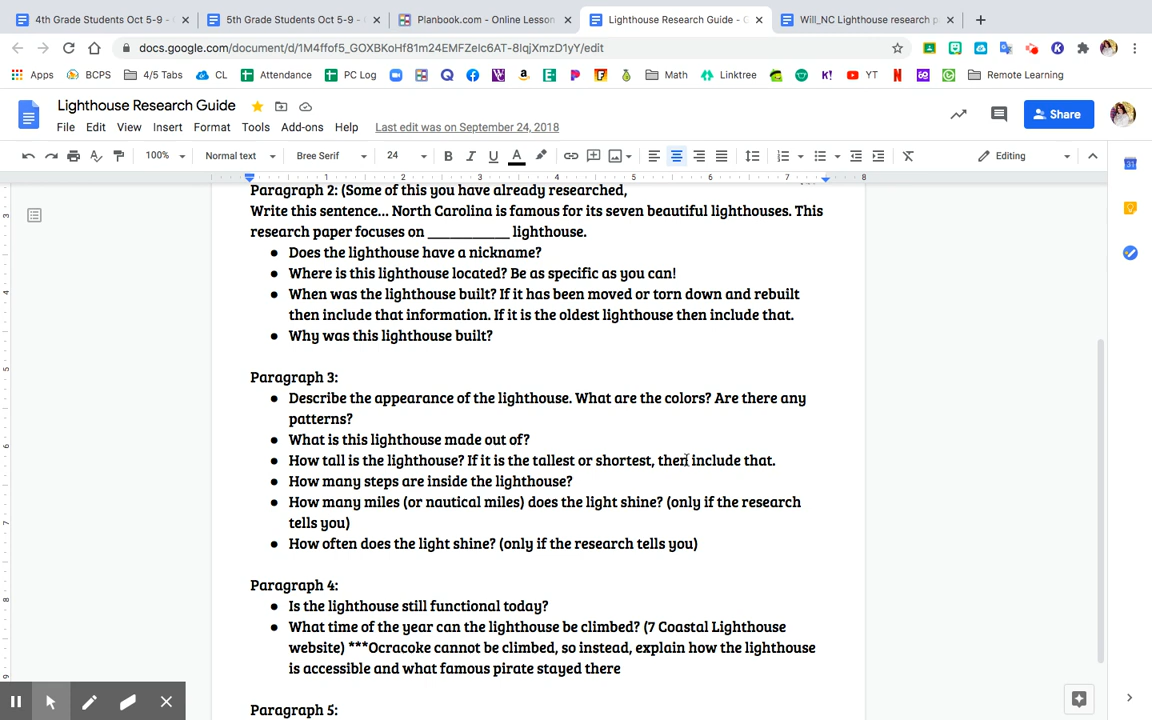 4th Grade Students Oct 5-9 -
5th Grade Students Oct 5-9 -
Planbook.com - Online Lesson
Lighthouse Research Guide - G
Will_NC Lighthouse research p
docs.google.com/document/d/1M4ffof5_GOXBKoHf81m24EMFZeIc6AT-8IqjXmzD1yY/edit
Apps
BCPS
4/5 Tabs
CL
Attendance
PC Log
Math
Linktree
K!
YT
Remote Learning
Lighthouse Research Guide
File Edit View Insert Format Tools Add-ons Help Last edit was on September 24, 2018
Share
100% Normal text Bree Serif 24 B I U A Editing
1 2 3 4 5 6 7 8
Paragraph 2: (Some of this you have already researched,
Write this sentence... North Carolina is famous for its seven beautiful lighthouses. This
research paper focuses on ___________ lighthouse.
● Does the lighthouse have a nickname?
● Where is this lighthouse located? Be as specific as you can!
● When was the lighthouse built? If it has been moved or torn down and rebuilt
then include that information. If it is the oldest lighthouse then include that.
● Why was this lighthouse built?
Paragraph 3:
● Describe the appearance of the lighthouse. What are the colors? Are there any
patterns?
● What is this lighthouse made out of?
● How tall is the lighthouse? If it is the tallest or shortest, then include that.
● How many steps are inside the lighthouse?
● How many miles (or nautical miles) does the light shine? (only if the research
tells you)
● How often does the light shine? (only if the research tells you)
Paragraph 4:
● Is the lighthouse still functional today?
● What time of the year can the lighthouse be climbed? (7 Coastal Lighthouse
website) ***Ocracoke cannot be climbed, so instead, explain how the lighthouse
is accessible and what famous pirate stayed there
Paragraph 5: